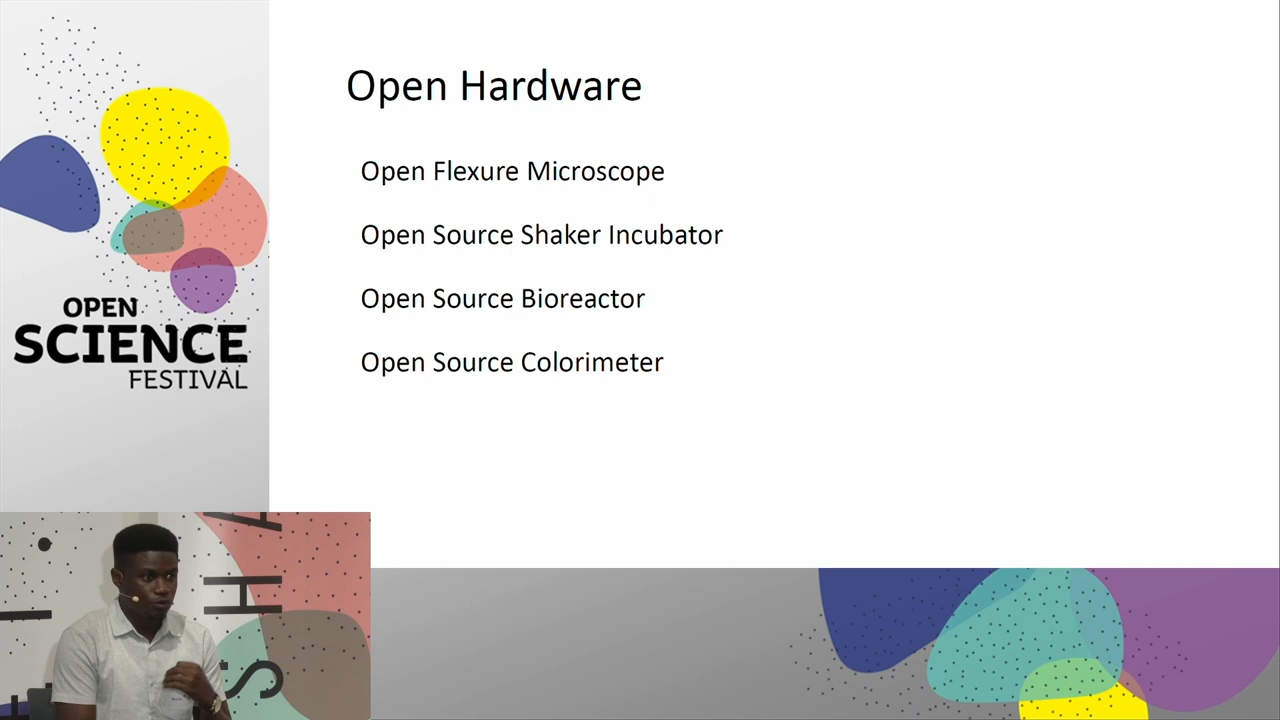 Open Hardware
Open Flexure Microscope
Open Source Shaker Incubator
Open Source Bioreactor
Open Source Colorimeter
OPEN
SCIENCE
FESTIVAL